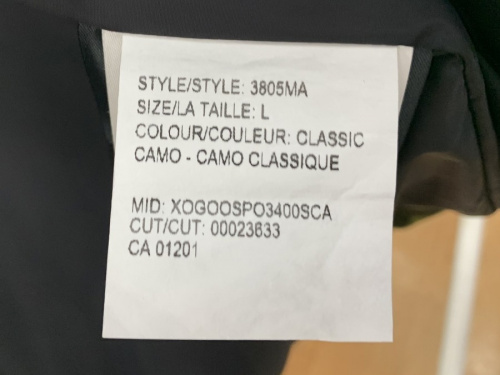 STYLE/STYLE: 3805MA
SIZE/LA TAILLE: L
COLOUR/COULEUR: CLASSIC
CAMO - CAMO CLASSIQUE
MID: XOGOOSPO3400SCA
CUT/CUT: 00023633
CA 01201